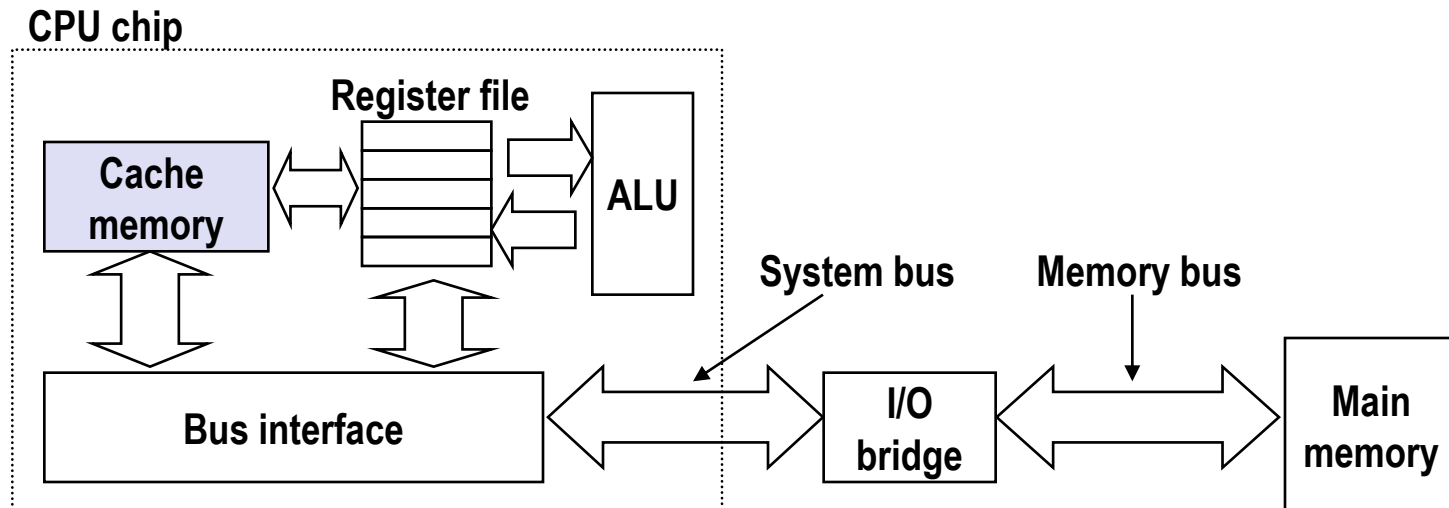 CPU chip
Register file
Cache
memory
ALU
System bus
Memory bus
Bus interface
I/O
bridge
Main
memory